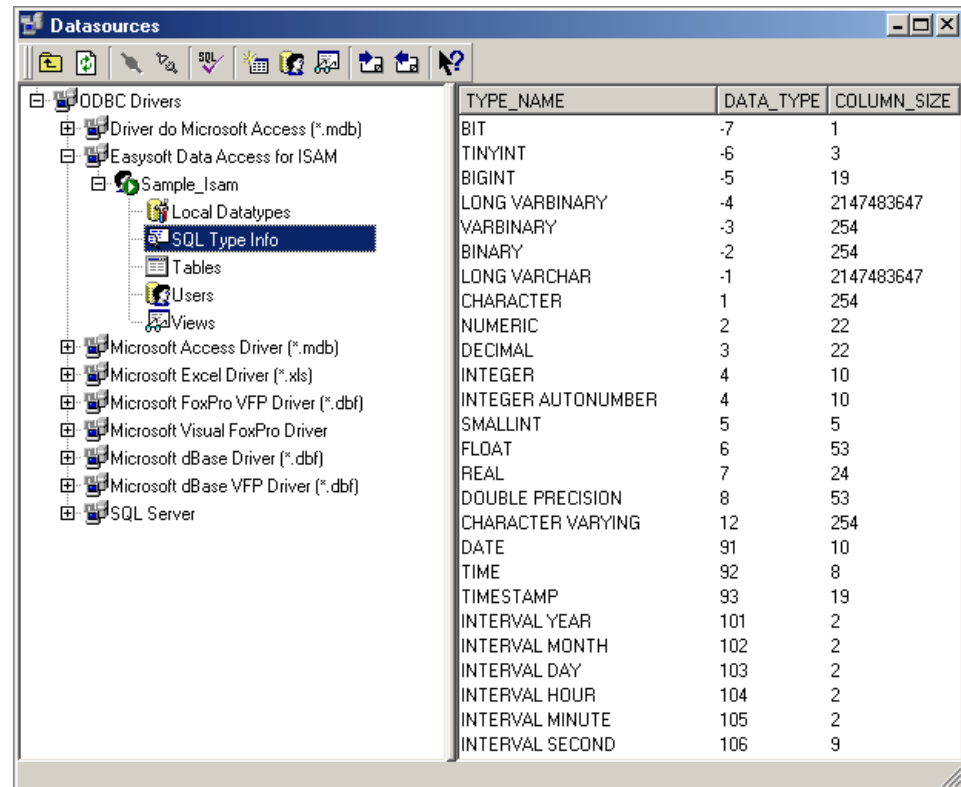 Datasources
SQL
ODBC Drivers
Driver do Microsoft Access (*.mdb)
Easysoft Data Access for ISAM
Sample_Isam
Local Datatypes
SQL Type Info
Tables
Users
Views
Microsoft Access Driver (*.mdb)
Microsoft Excel Driver (*.xls)
Microsoft FoxPro VFP Driver (*.dbf)
Microsoft Visual FoxPro Driver
Microsoft dBase Driver (*.dbf)
Microsoft dBase VFP Driver (*.dbf)
SQL Server
TYPE_NAME DATA_TYPE COLUMN_SIZE
BIT -7 1
TINYINT -6 3
BIGINT -5 19
LONG VARBINARY -4 2147483647
VARBINARY -3 254
BINARY -2 254
LONG VARCHAR -1 2147483647
CHARACTER 1 254
NUMERIC 2 22
DECIMAL 3 22
INTEGER 4 10
INTEGER AUTONUMBER 4 10
SMALLINT 5 5
FLOAT 6 53
REAL 7 24
DOUBLE PRECISION 8 53
CHARACTER VARYING 12 254
DATE 91 10
TIME 92 8
TIMESTAMP 93 19
INTERVAL YEAR 101 2
INTERVAL MONTH 102 2
INTERVAL DAY 103 2
INTERVAL HOUR 104 2
INTERVAL MINUTE 105 2
INTERVAL SECOND 106 9